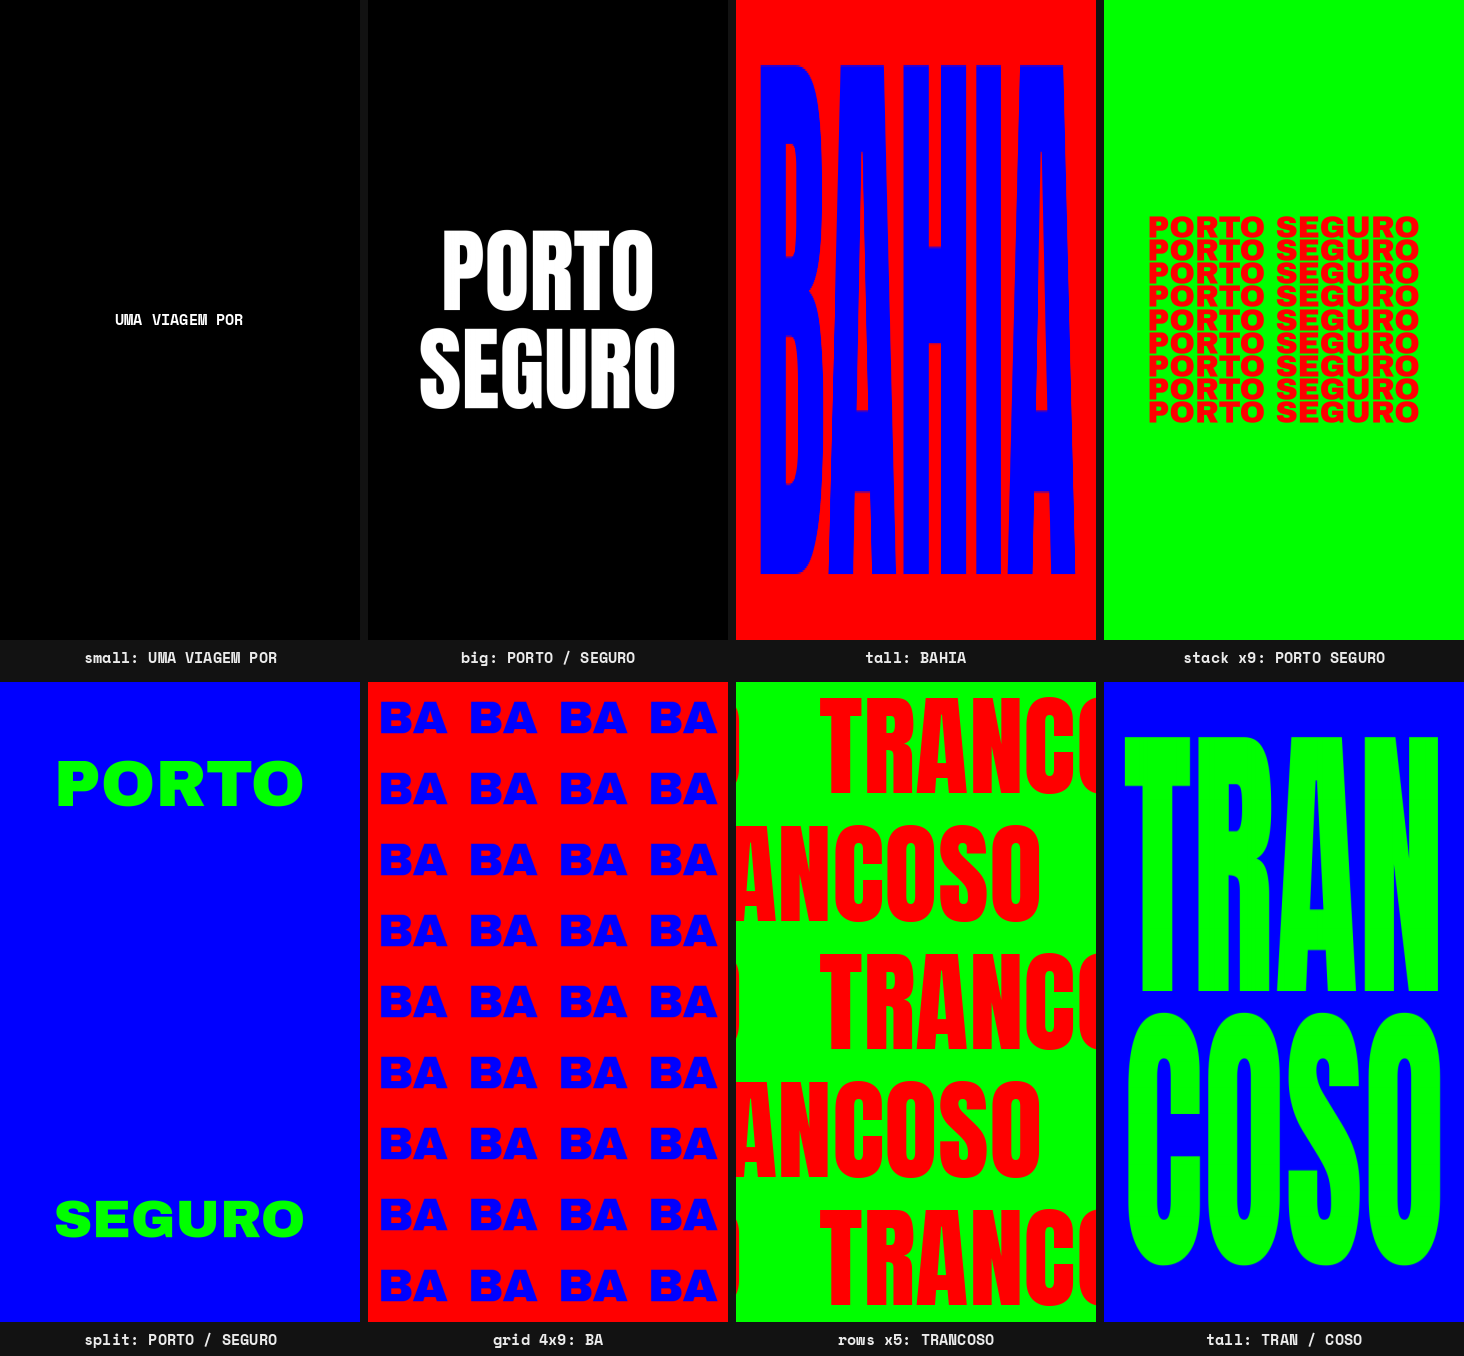 UMA VIAGEM POR
small: UMA VIAGEM POR
PORTO
SEGURO
big: PORTO / SEGURO
BAHIA
tall: BAHIA
PORTO SEGURO
PORTO SEGURO
PORTO SEGURO
PORTO SEGURO
PORTO SEGURO
PORTO SEGURO
PORTO SEGURO
PORTO SEGURO
PORTO SEGURO
stack x9: PORTO SEGURO
PORTO
SEGURO
split: PORTO / SEGURO
BA BA BA BA
BA BA BA BA
BA BA BA BA
BA BA BA BA
BA BA BA BA
BA BA BA BA
BA BA BA BA
BA BA BA BA
BA BA BA BA
grid 4x9: BA
TRANCO
ANCOSO
TRANCO
ANCOSO
TRANCO
rows x5: TRANCOSO
TRAN
COSO
tall: TRAN / COSO